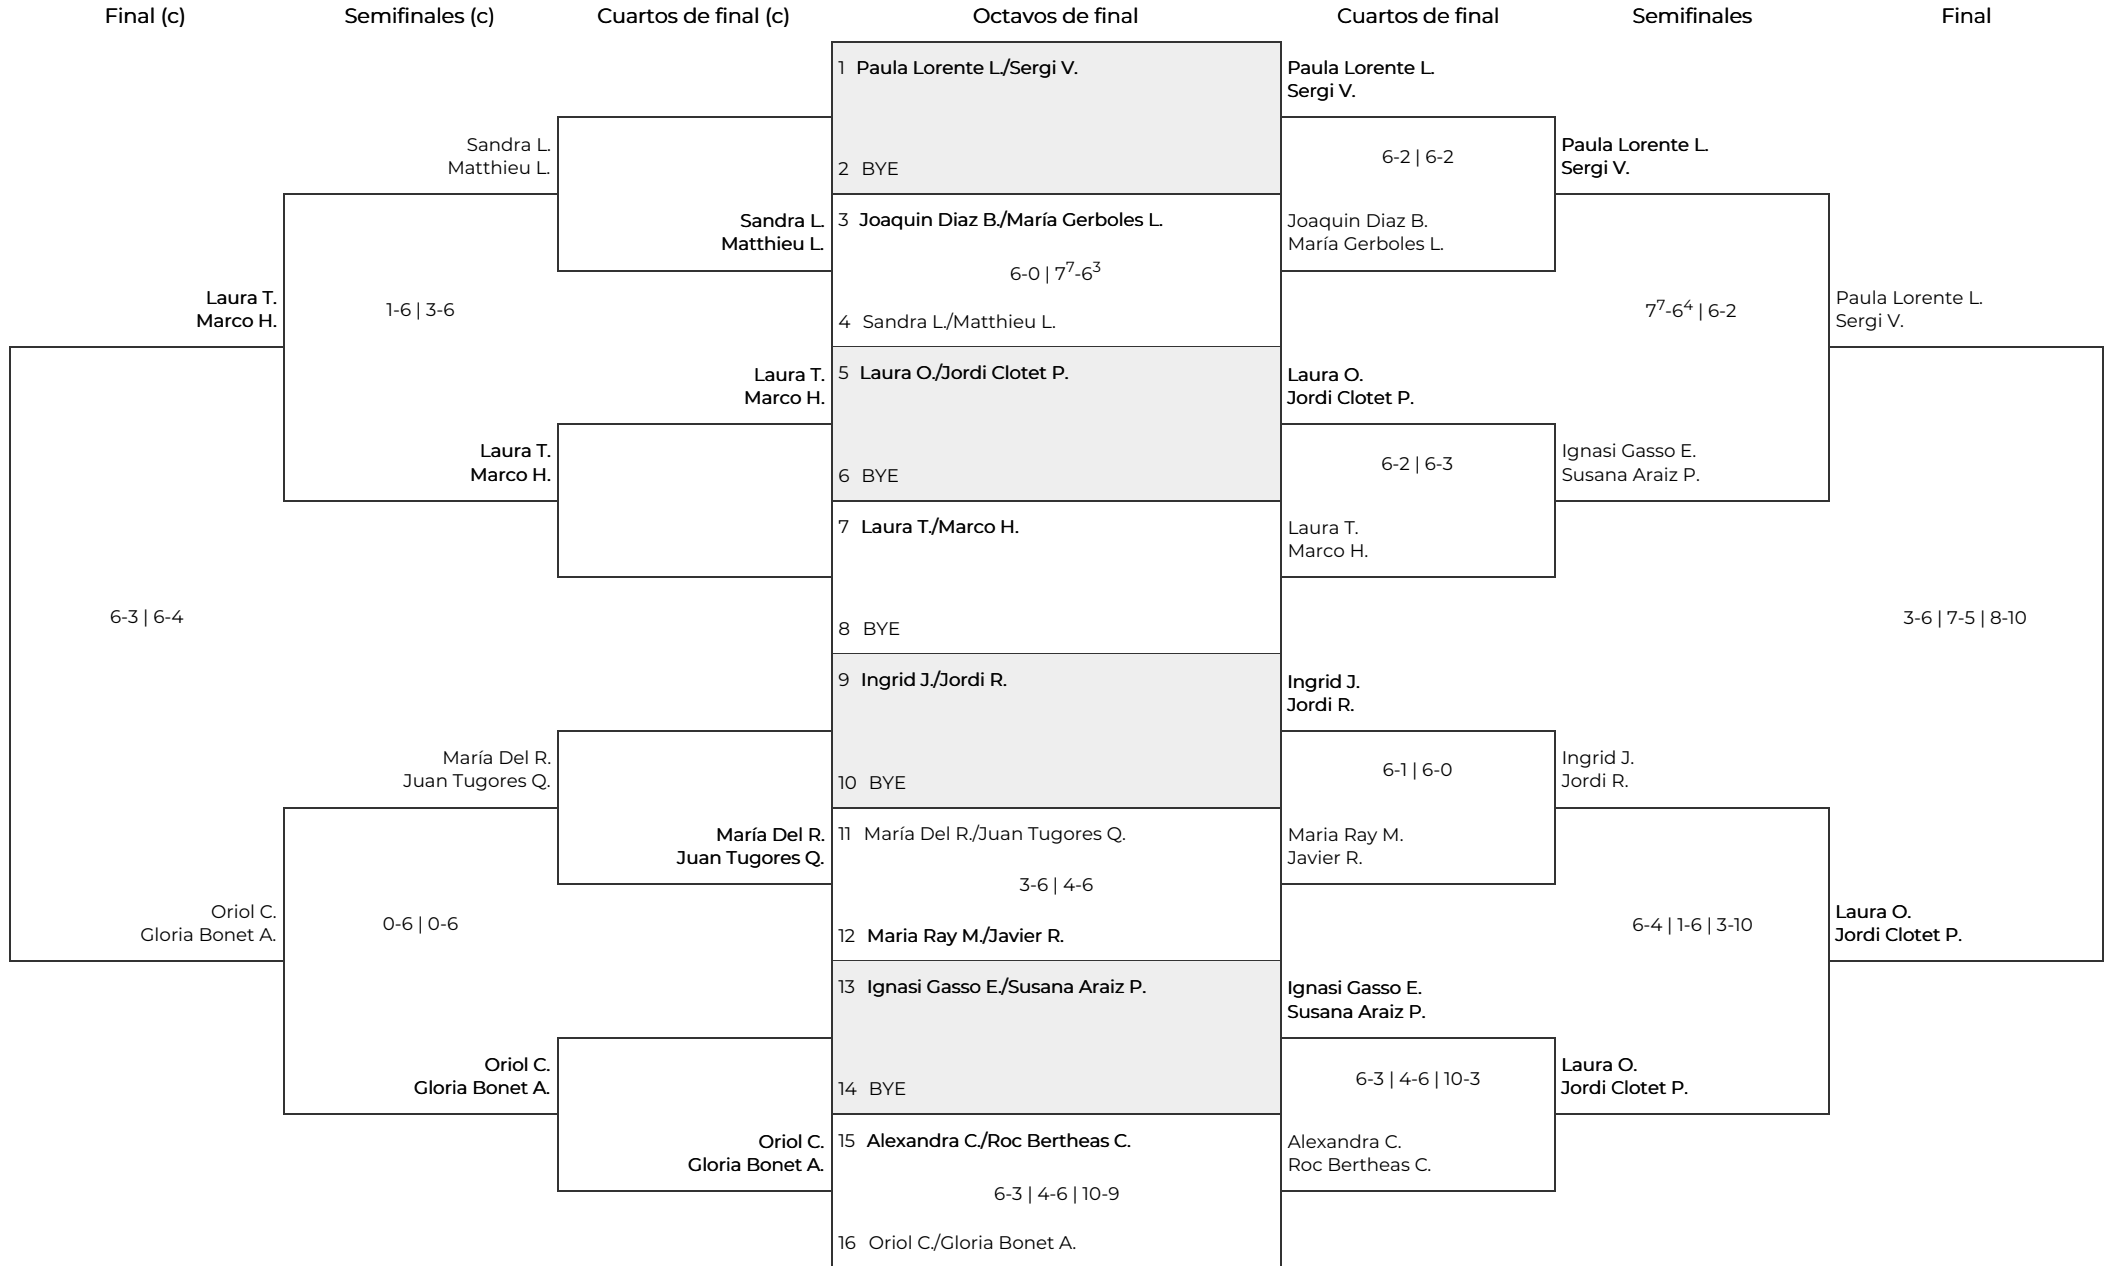 Final (c)
Semifinales (c)
Cuartos de final (c)
Octavos de final
Cuartos de final
Semifinales
Final
Laura T.
Marco H.
6-3 | 6-4
Oriol C.
Gloria Bonet A.
Sandra L.
Matthieu L.
1-6 | 3-6
Laura T.
Marco H.
María Del R.
Juan Tugores Q.
0-6 | 0-6
Oriol C.
Gloria Bonet A.
Sandra L.
Matthieu L.
Laura T.
Marco H.
María Del R.
Juan Tugores Q.
Oriol C.
Gloria Bonet A.
1 Paula Lorente L./Sergi V.
2 BYE
3 Joaquin Diaz B./María Gerboles L.
6-0 | 7⁷-6³
4 Sandra L./Matthieu L.
5 Laura O./Jordi Clotet P.
6 BYE
7 Laura T./Marco H.
8 BYE
9 Ingrid J./Jordi R.
10 BYE
11 María Del R./Juan Tugores Q.
3-6 | 4-6
12 Maria Ray M./Javier R.
13 Ignasi Gasso E./Susana Araiz P.
14 BYE
15 Alexandra C./Roc Bertheas C.
6-3 | 4-6 | 10-9
16 Oriol C./Gloria Bonet A.
Paula Lorente L.
Sergi V.
6-2 | 6-2
Joaquin Diaz B.
María Gerboles L.
Laura O.
Jordi Clotet P.
6-2 | 6-3
Laura T.
Marco H.
Ingrid J.
Jordi R.
6-1 | 6-0
Maria Ray M.
Javier R.
Ignasi Gasso E.
Susana Araiz P.
6-3 | 4-6 | 10-3
Alexandra C.
Roc Bertheas C.
Paula Lorente L.
Sergi V.
7⁷-6⁴ | 6-2
Ignasi Gasso E.
Susana Araiz P.
Ingrid J.
Jordi R.
6-4 | 1-6 | 3-10
Laura O.
Jordi Clotet P.
Paula Lorente L.
Sergi V.
3-6 | 7-5 | 8-10
Laura O.
Jordi Clotet P.